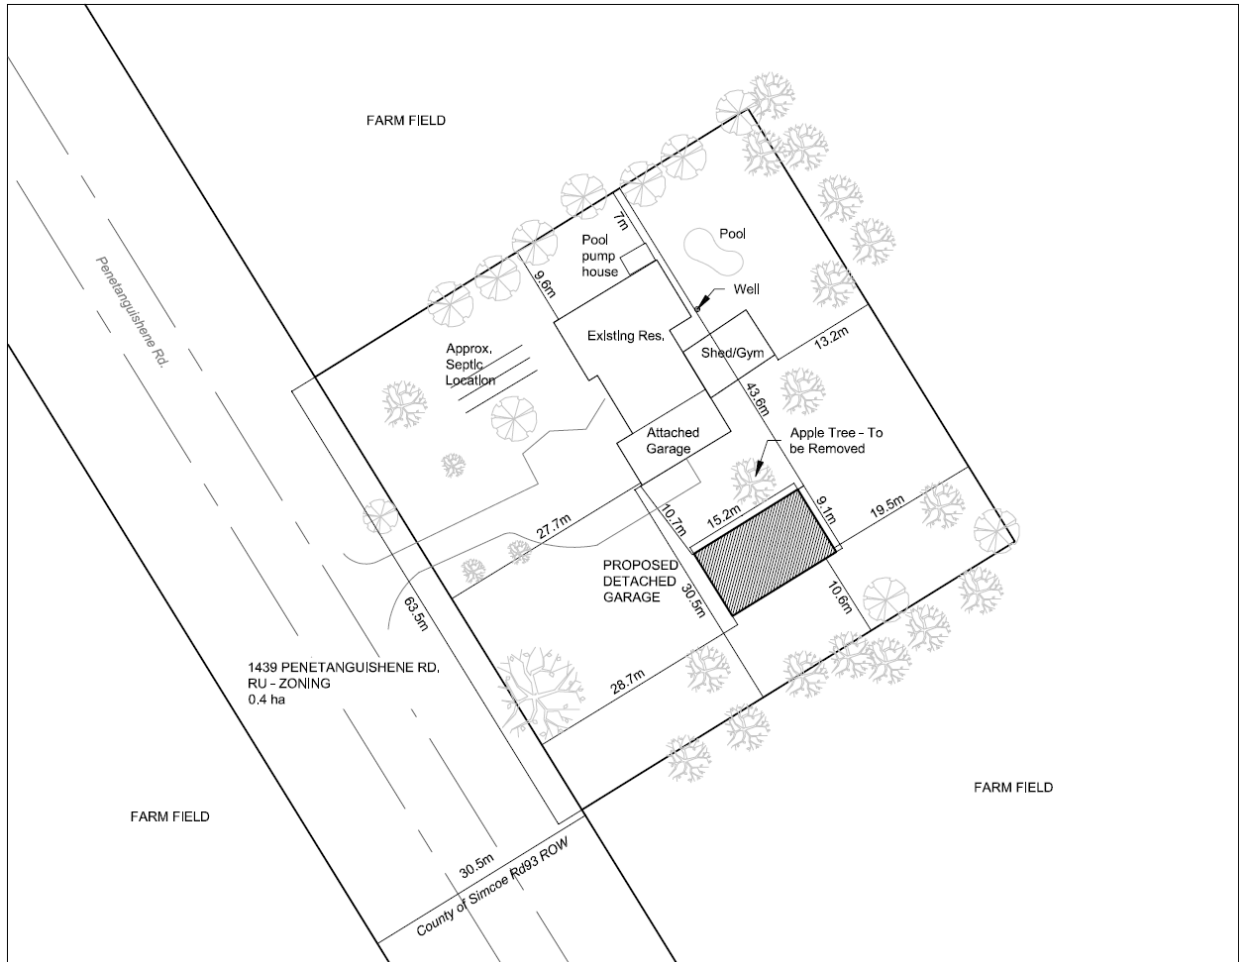 FARM FIELD
7m
Pool
pump
house
Pool
9.6m
Well
Penetanguishene Rd.
Existing Res.
Shed/Gym
13.2m
Approx.
Septic
Location
43.6m
Attached
Garage
Apple Tree - To
be Removed
27.7m
10.7m
15.2m
9.1m
19.5m
PROPOSED
DETACHED
GARAGE
30.5m
10.6m
63.5m
1439 PENETANGUISHENE RD.
RU - ZONING
0.4 ha
28.7m
FARM FIELD
FARM FIELD
30.5m
County of Simcoe Rd93 ROW